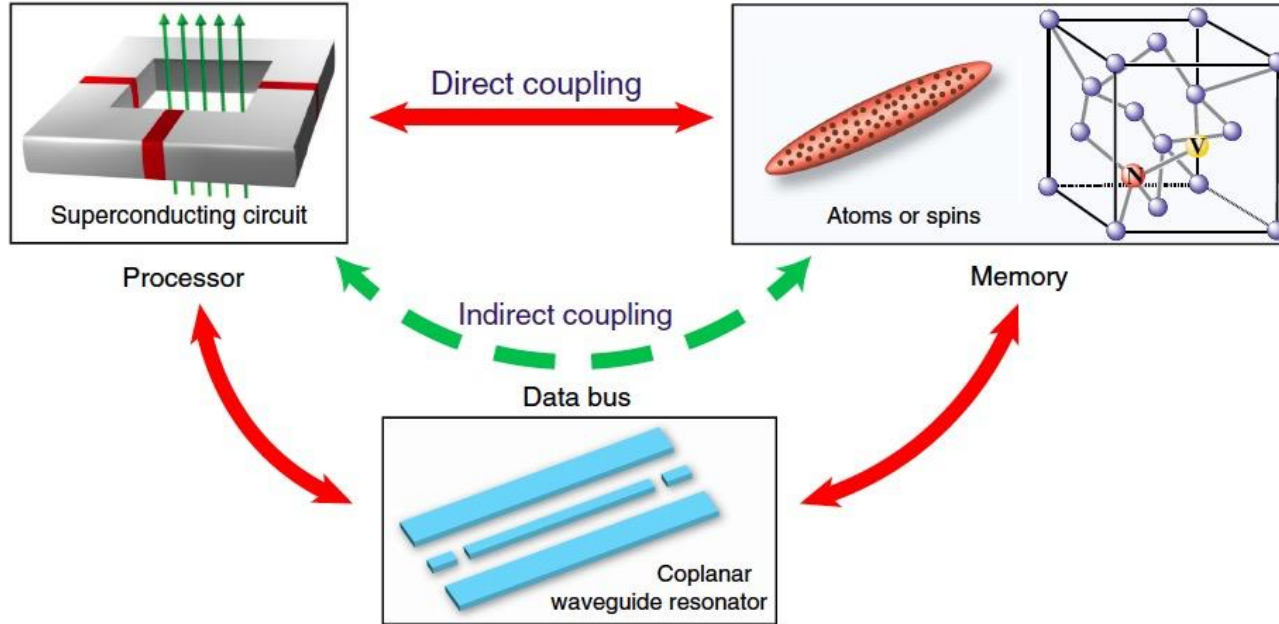 Superconducting circuit
Processor
Direct coupling
N
V
Atoms or spins
Memory
Indirect coupling
Data bus
Coplanar
waveguide resonator